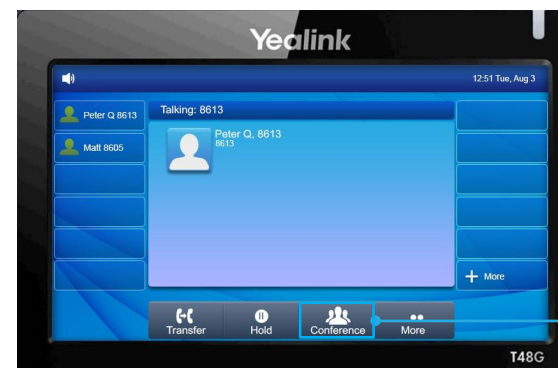 Yealink
12:51 Tue, Aug 3
Peter Q 8613
Matt 8605
Talking: 8613
Peter Q, 8613
8613
More
Transfer
Hold
Conference
More
T48G